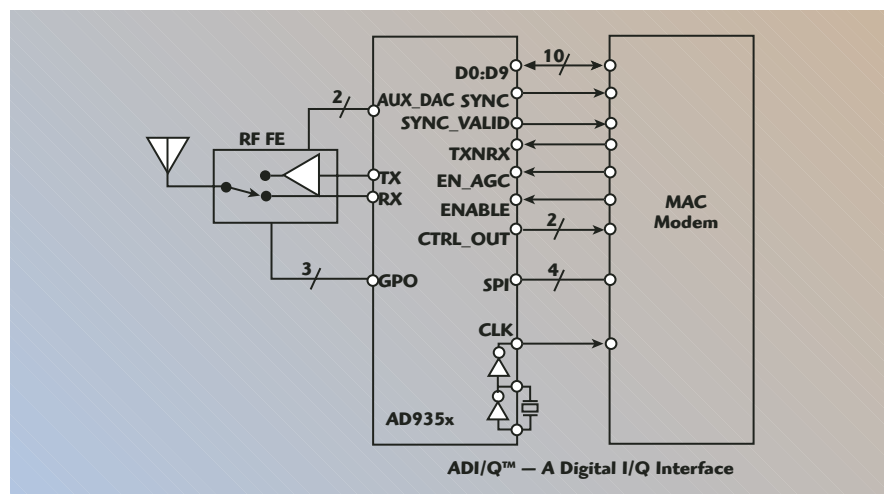 10
D0:D9
2
AUX_DAC SYNC
SYNC_VALID
RF FE
TXNRX
TX
EN_AGC
RX
ENABLE
MAC
Modem
2
CTRL_OUT
3
GPO
4
SPI
CLK
AD935x
ADI/Q™ — A Digital I/Q Interface